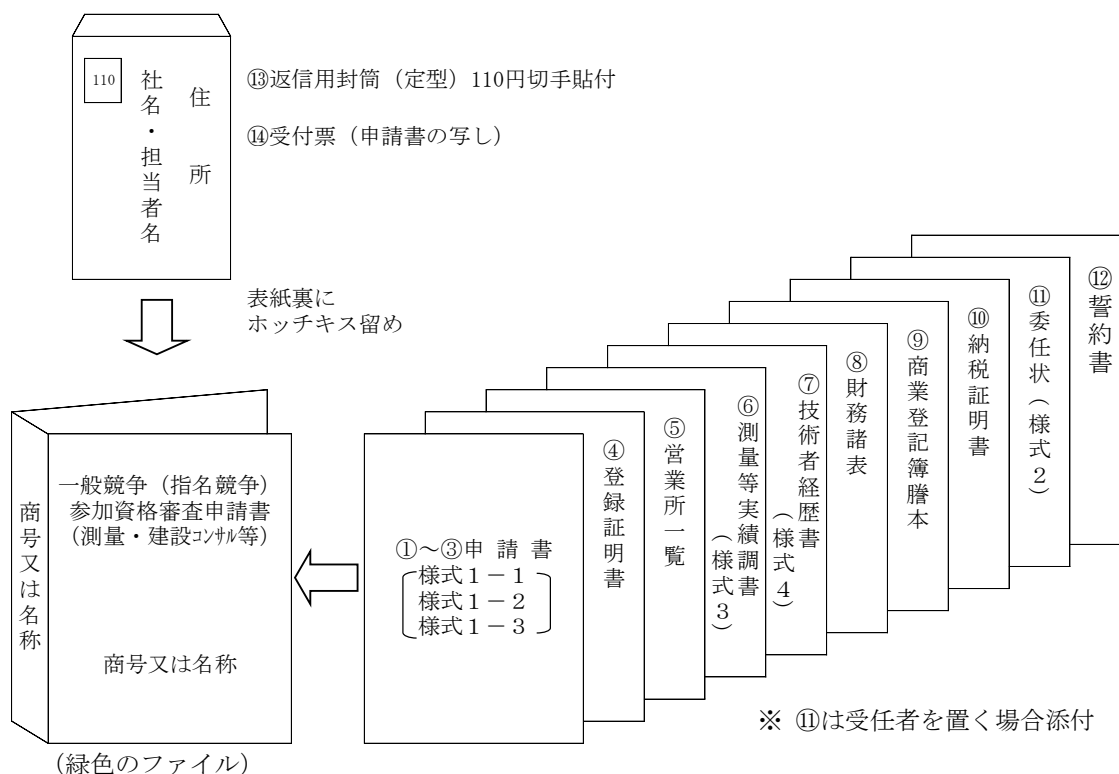 110
住所
社名・担当者名
⑬返信用封筒（定型）110円切手貼付
⑭受付票（申請書の写し）
表紙裏に
ホッチキス留め
商号又は名称
一般競争（指名競争）
参加資格審査申請書
（測量・建設ｺﾝｻﾙ等）
商号又は名称
（緑色のファイル）
①～③申 請 書
様式１－１
様式１－２
様式１－３
④登録証明書
⑤営業所一覧
⑥測量等実績調書
（様式３）
⑦技術者経歴書
（様式４）
⑧財務諸表
⑨商業登記簿謄本
⑩納税証明書
⑪委任状（様式２）
⑫誓約書
※ ⑪は受任者を置く場合添付